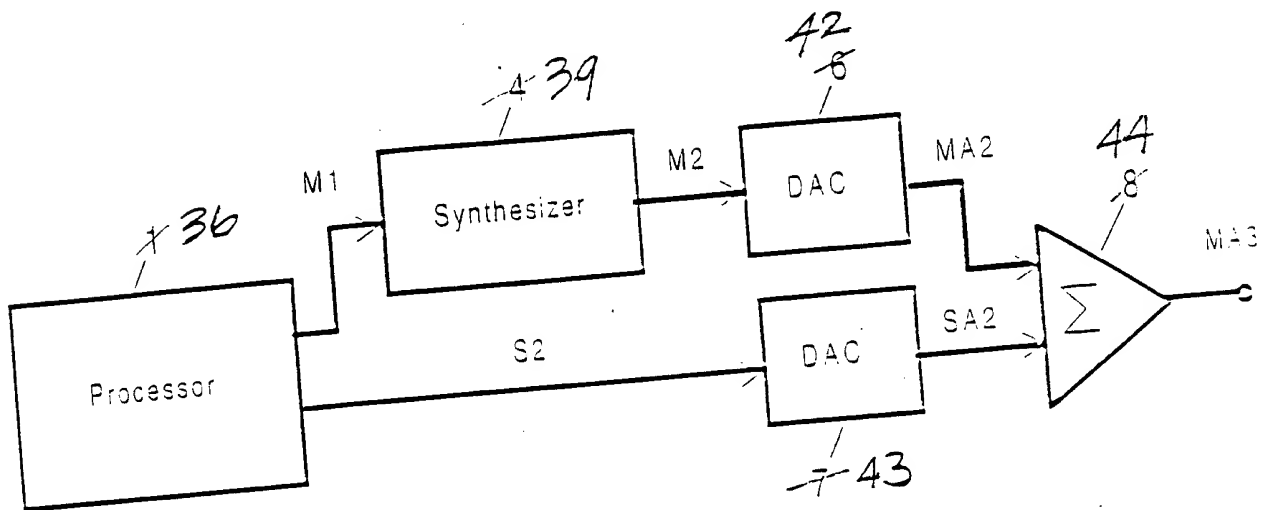 42
6
4 39
44
8
M1
M2
DAC
MA2
Synthesizer
1 36
MA3
Σ
S2
DAC
SA2
Processor
7 43